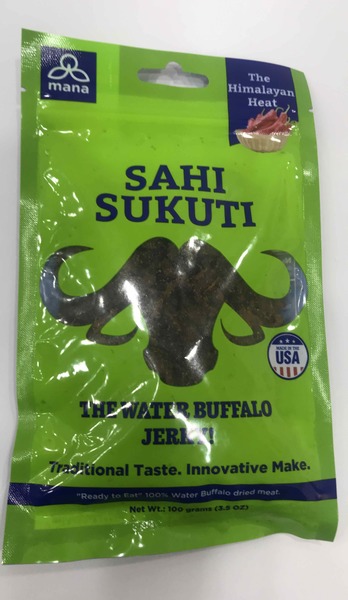 mana
The
Himalayan
Heat
SAHI
SUKUTI
MADE IN THE
USA
THE WATER BUFFALO
JERKY!
Traditional Taste. Innovative Make.
"Ready to Eat" 100% Water Buffalo dried meat.
Net Wt.: 100 grams (3.5 OZ)